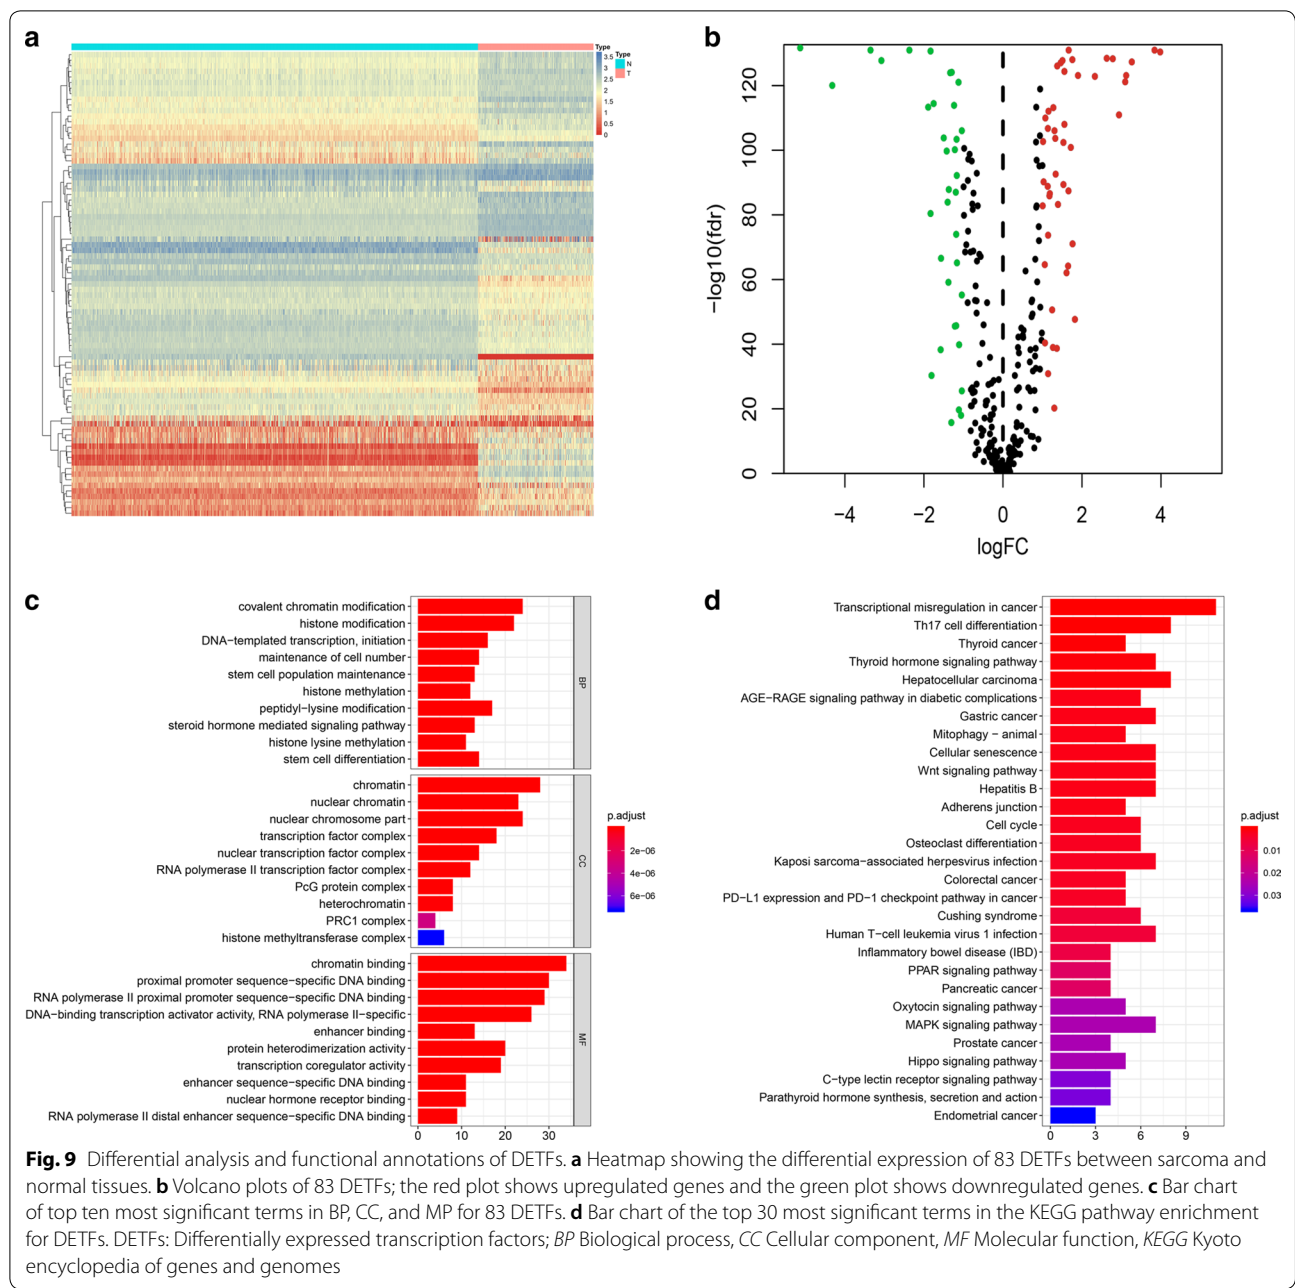 a
Type
Type
3.5
3
2.5
2
1.5
1
0.5
0
N
T
b
120
100
80
60
40
20
0
−log10(fdr)
−4
−2
0
2
4
logFC
c
covalent chromatin modification
histone modification
DNA−templated transcription, initiation
maintenance of cell number
stem cell population maintenance
histone methylation
peptidyl−lysine modification
steroid hormone mediated signaling pathway
histone lysine methylation
stem cell differentiation
BP
chromatin
nuclear chromatin
nuclear chromosome part
transcription factor complex
nuclear transcription factor complex
RNA polymerase II transcription factor complex
PcG protein complex
heterochromatin
PRC1 complex
histone methyltransferase complex
CC
chromatin binding
proximal promoter sequence−specific DNA binding
RNA polymerase II proximal promoter sequence−specific DNA binding
DNA−binding transcription activator activity, RNA polymerase II−specific
enhancer binding
protein heterodimerization activity
transcription coregulator activity
enhancer sequence−specific DNA binding
nuclear hormone receptor binding
RNA polymerase II distal enhancer sequence−specific DNA binding
MF
0
10
20
30
p.adjust
2e−06
4e−06
6e−06
d
Transcriptional misregulation in cancer
Th17 cell differentiation
Thyroid cancer
Thyroid hormone signaling pathway
Hepatocellular carcinoma
AGE−RAGE signaling pathway in diabetic complications
Gastric cancer
Mitophagy − animal
Cellular senescence
Wnt signaling pathway
Hepatitis B
Adherens junction
Cell cycle
Osteoclast differentiation
Kaposi sarcoma−associated herpesvirus infection
Colorectal cancer
PD−L1 expression and PD−1 checkpoint pathway in cancer
Cushing syndrome
Human T−cell leukemia virus 1 infection
Inflammatory bowel disease (IBD)
PPAR signaling pathway
Pancreatic cancer
Oxytocin signaling pathway
MAPK signaling pathway
Prostate cancer
Hippo signaling pathway
C−type lectin receptor signaling pathway
Parathyroid hormone synthesis, secretion and action
Endometrial cancer
0
3
6
9
p.adjust
0.01
0.02
0.03
Fig. 9 Differential analysis and functional annotations of DETFs. a Heatmap showing the differential expression of 83 DETFs between sarcoma and
normal tissues. b Volcano plots of 83 DETFs; the red plot shows upregulated genes and the green plot shows downregulated genes. c Bar chart
of top ten most significant terms in BP, CC, and MP for 83 DETFs. d Bar chart of the top 30 most significant terms in the KEGG pathway enrichment
for DETFs. DETFs: Differentially expressed transcription factors; BP Biological process, CC Cellular component, MF Molecular function, KEGG Kyoto
encyclopedia of genes and genomes